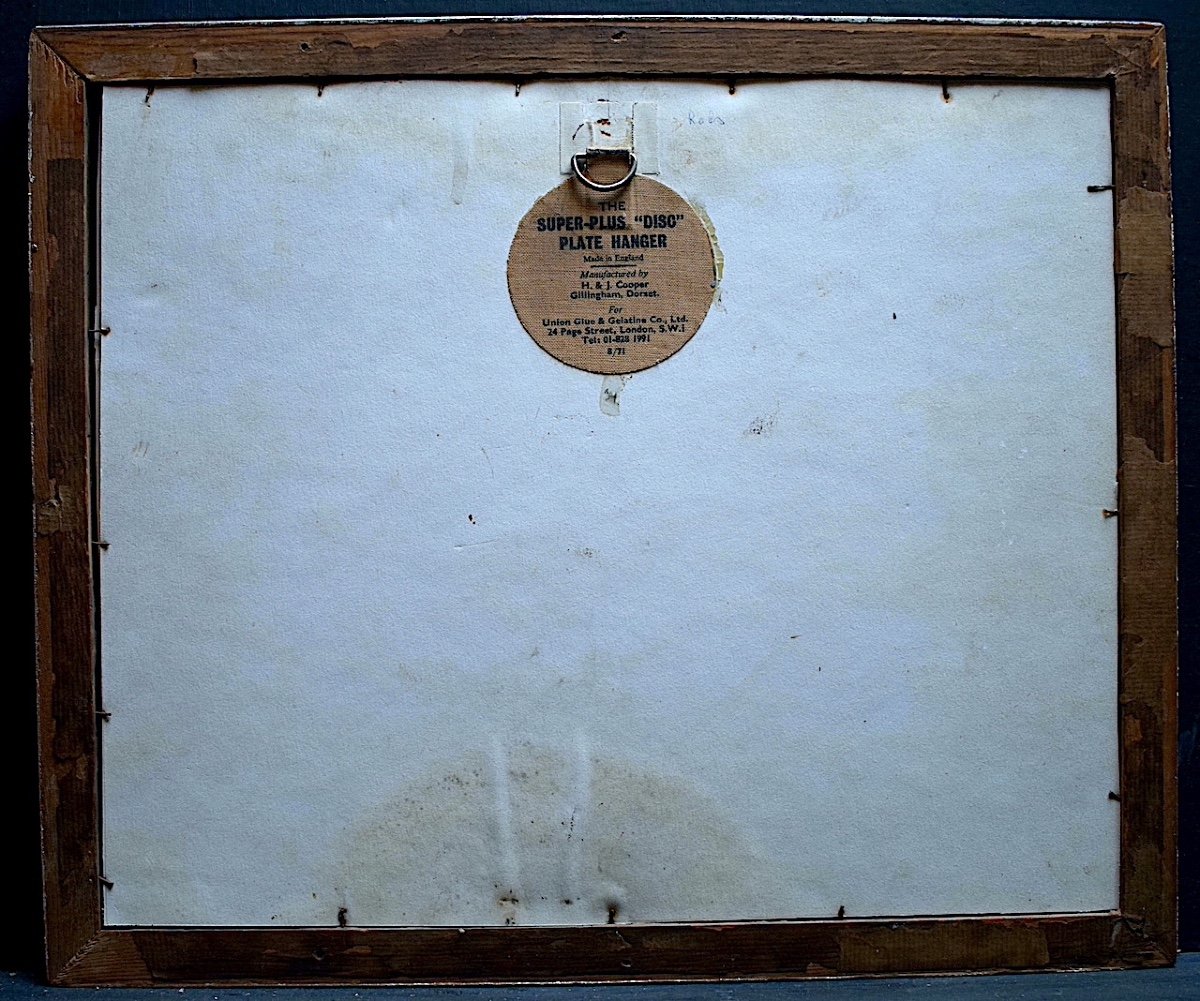 THE
SUPER-PLUS "DISC"
PLATE HANGER
Made in England
Manufactured by
H. & J. Cooper
Gillingham, Dorset.
For
Union Glue & Gelatine Co., Ltd.
24 Page Street, London, S.W.1
Tel: 01-828 1991
8/71